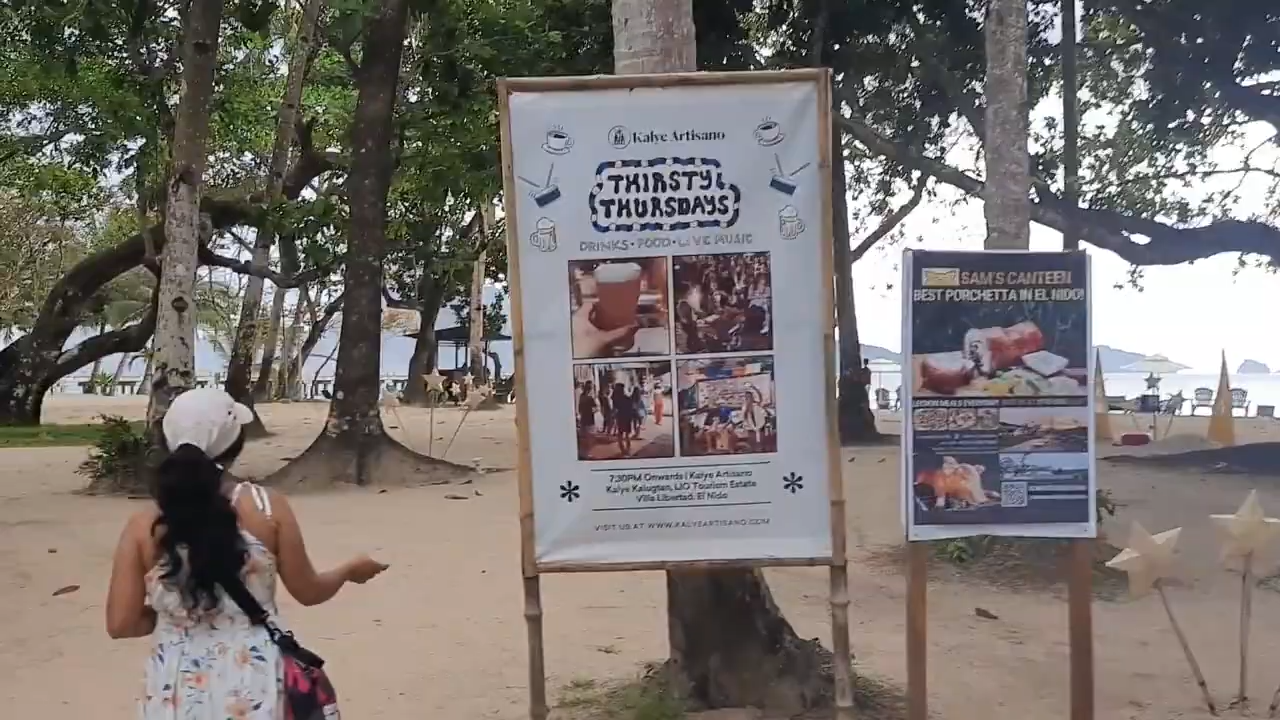 Kalye Artisano
THIRSTY
THURSDAYS
DRINKS • FOOD • LIVE MUSIC
7:30PM Onwards | Kalye Artisano
Kalye Kalugtan, LIO Tourism Estate
Villa Libertad, El Nido
VISIT US AT WWW.KALYEARTISANO.COM
SAM'S CANTEEN
BEST PORCHETTA IN EL NIDO!